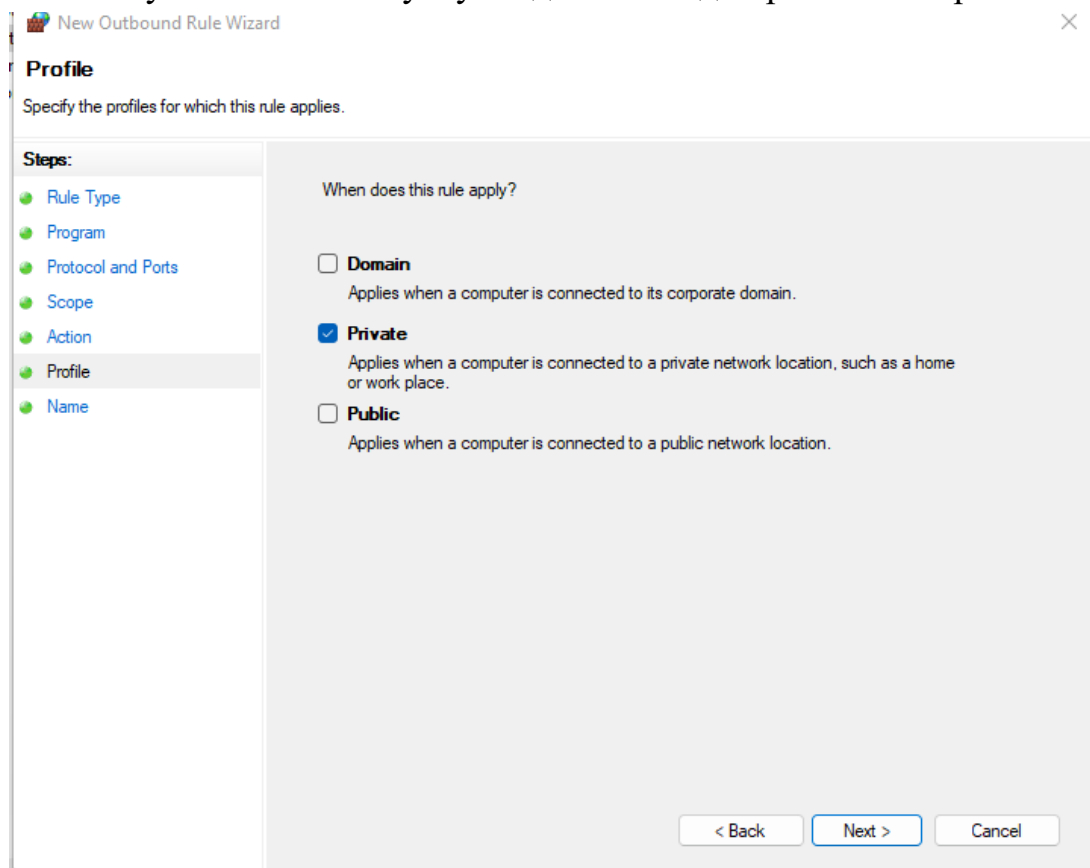 New Outbound Rule Wizard
Profile
Specify the profiles for which this rule applies.
Steps:
Rule Type
Program
Protocol and Ports
Scope
Action
Profile
Name
When does this rule apply?
Domain
Applies when a computer is connected to its corporate domain.
Private
Applies when a computer is connected to a private network location, such as a home
or work place.
Public
Applies when a computer is connected to a public network location.
< Back
Next >
Cancel